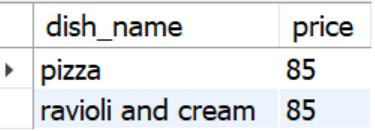 dish_name price
pizza 85
ravioli and cream 85